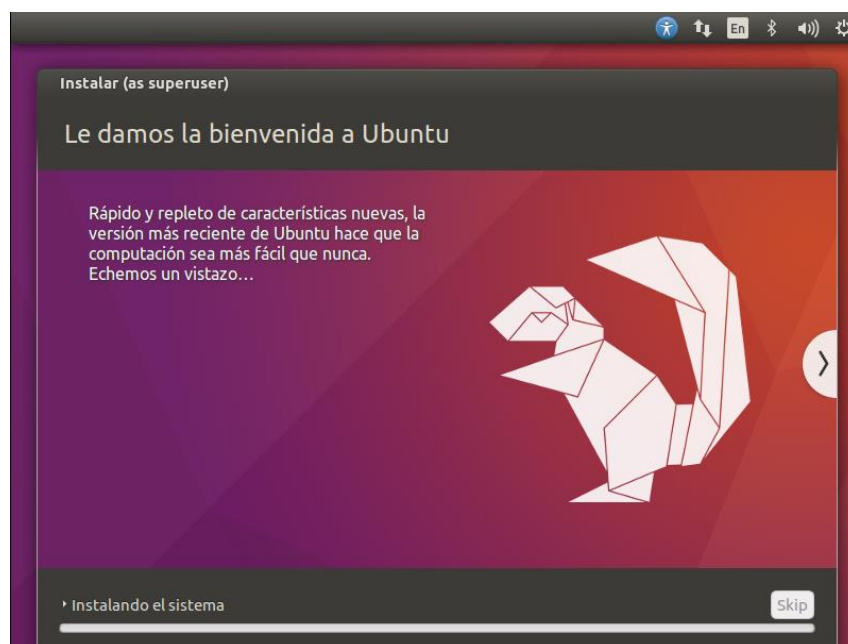 En
Instalar (as superuser)
Le damos la bienvenida a Ubuntu
Rápido y repleto de características nuevas, la
versión más reciente de Ubuntu hace que la
computación sea más fácil que nunca.
Echemos un vistazo…
Instalando el sistema
Skip